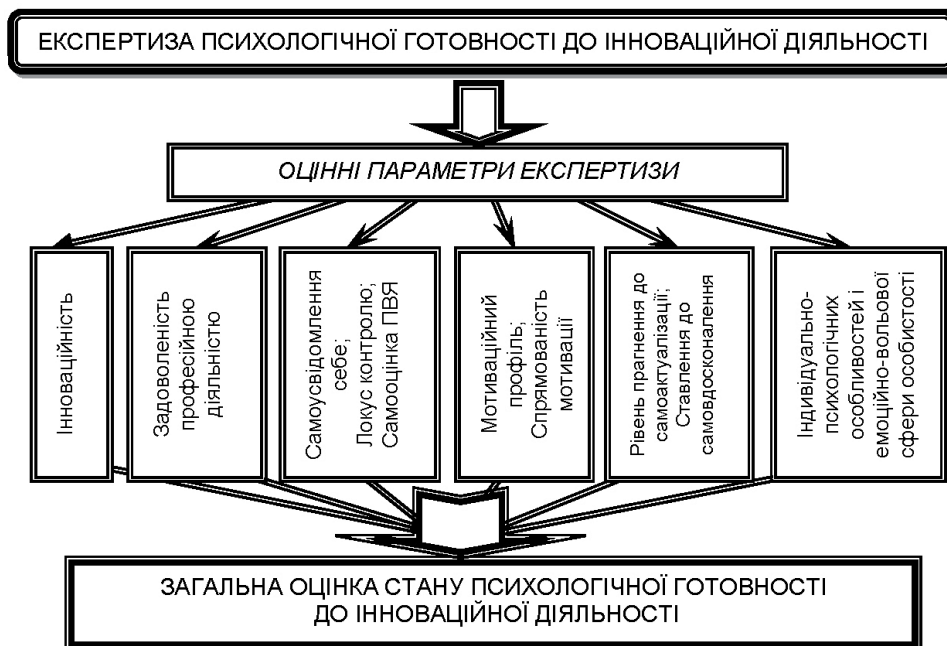 ЕКСПЕРТИЗА ПСИХОЛОГІЧНОЇ ГОТОВНОСТІ ДО ІННОВАЦІЙНОЇ ДІЯЛЬНОСТІ
ОЦІННІ ПАРАМЕТРИ ЕКСПЕРТИЗИ
Інноваційність
Задоволеність
професійною
діяльністю
Самоусвідомлення
себе;
Локус контролю;
Самооцінка ПВЯ
Мотиваційний
профіль;
Спрямованість
мотивації
Рівень прагнення до
самоактуалізації;
Ставлення до
самовдосконалення
Індивідуально-
психологічних
особливостей і
емоційно-вольової
сфери особистості
ЗАГАЛЬНА ОЦІНКА СТАНУ ПСИХОЛОГІЧНОЇ ГОТОВНОСТІ
ДО ІННОВАЦІЙНОЇ ДІЯЛЬНОСТІ